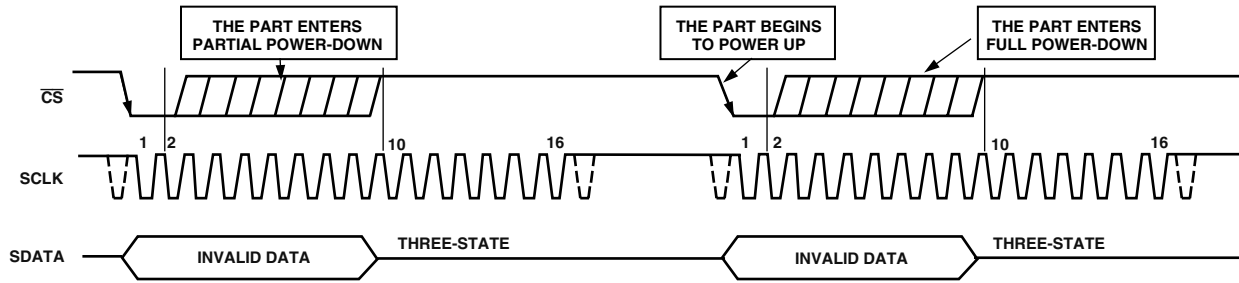 THE PART ENTERS
PARTIAL POWER-DOWN
THE PART BEGINS
TO POWER UP
THE PART ENTERS
FULL POWER-DOWN
CS
1 2 10 16 1 2 10 16
SCLK
SDATA
INVALID DATA
THREE-STATE
INVALID DATA
THREE-STATE